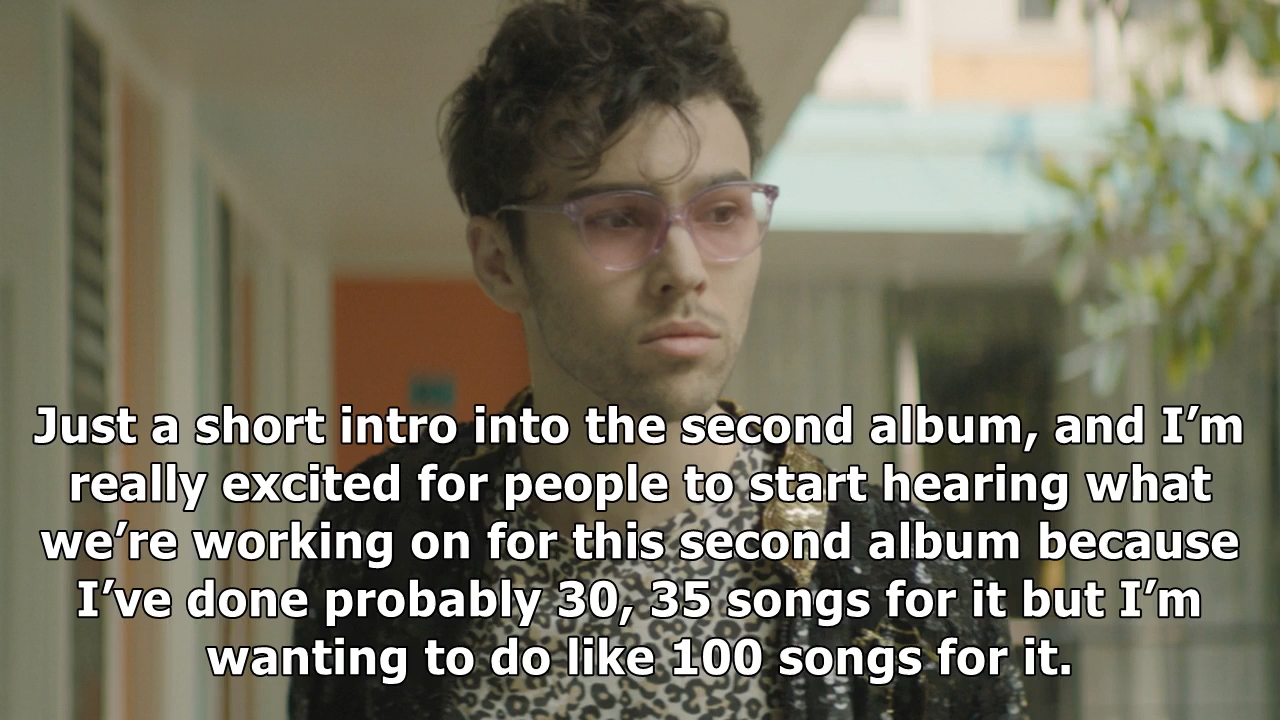 Just a short intro into the second album, and I’m
really excited for people to start hearing what
we’re working on for this second album because
I’ve done probably 30, 35 songs for it but I’m
wanting to do like 100 songs for it.